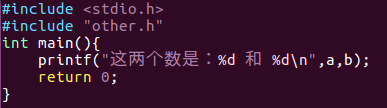 #include <stdio.h>
#include "other.h"
int main(){
    printf("这两个数是：%d 和 %d\n",a,b);
    return 0;
}